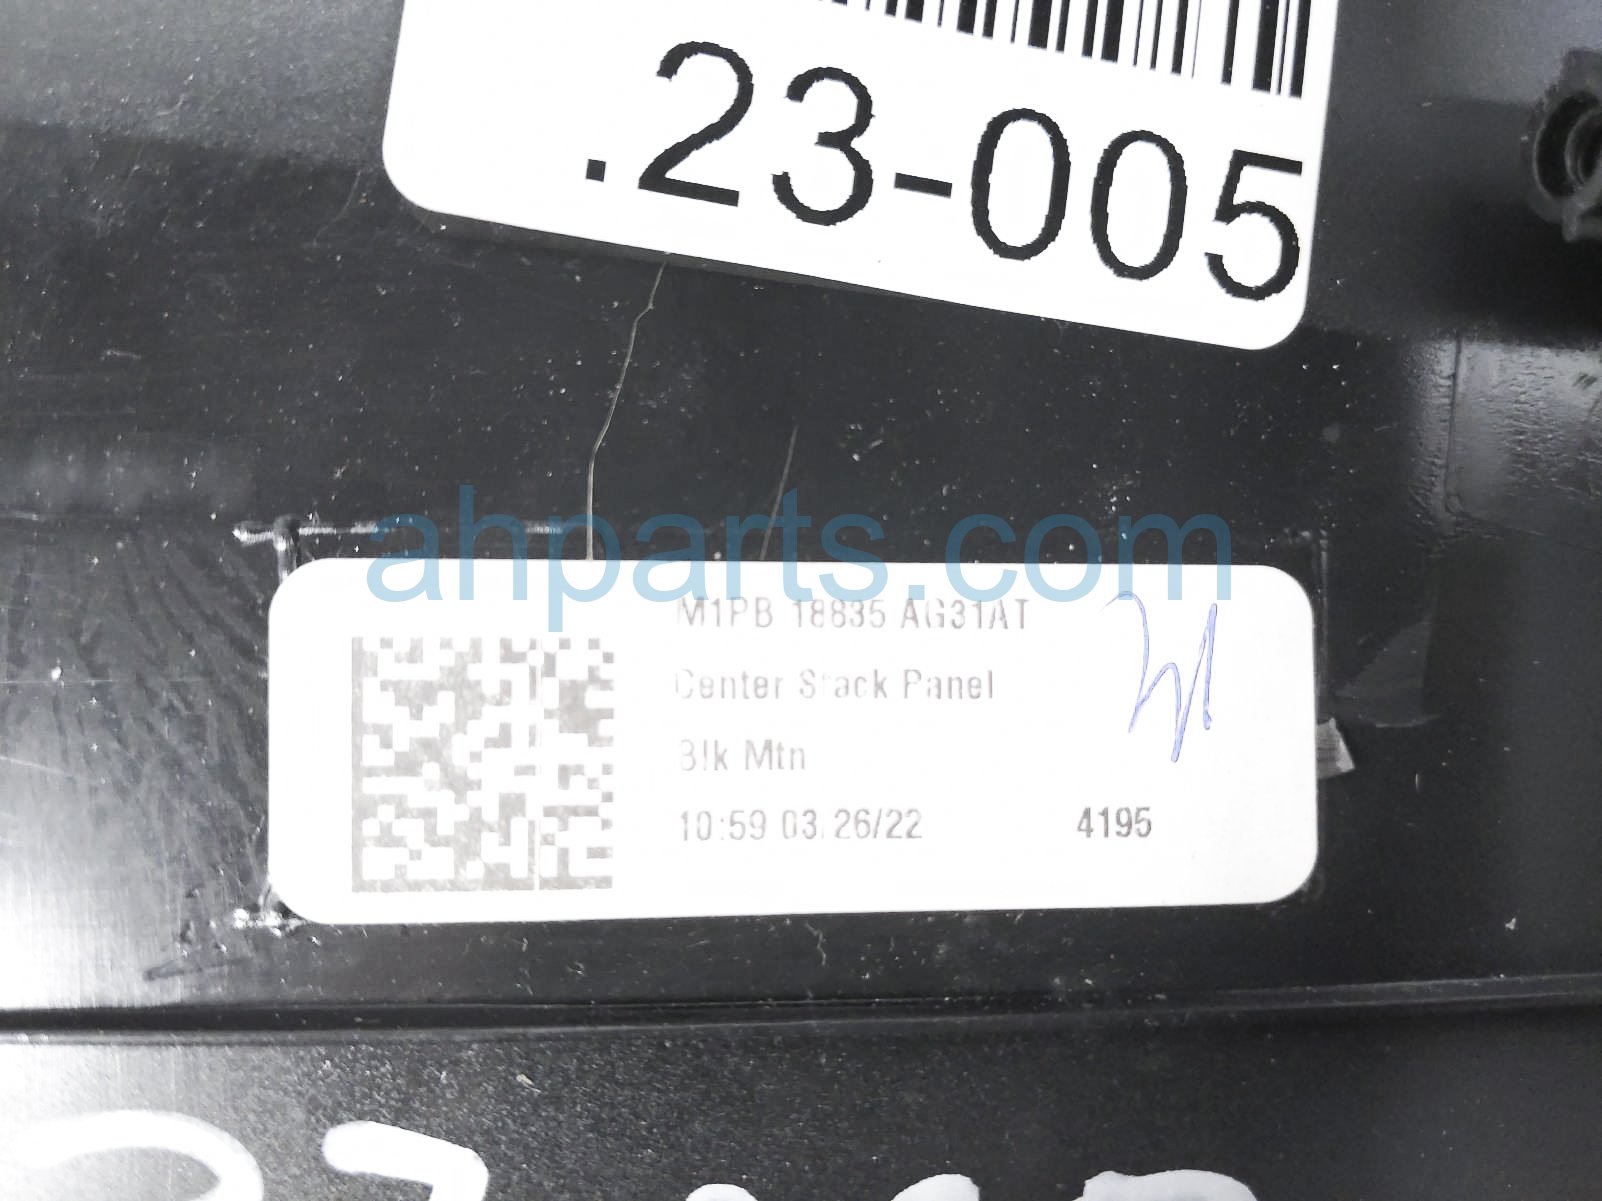 .23-005
ahparts.com
M1PB 18835 AG31AT
Center Stack Panel
Blk Mtn
10:59 03/26/22 4195